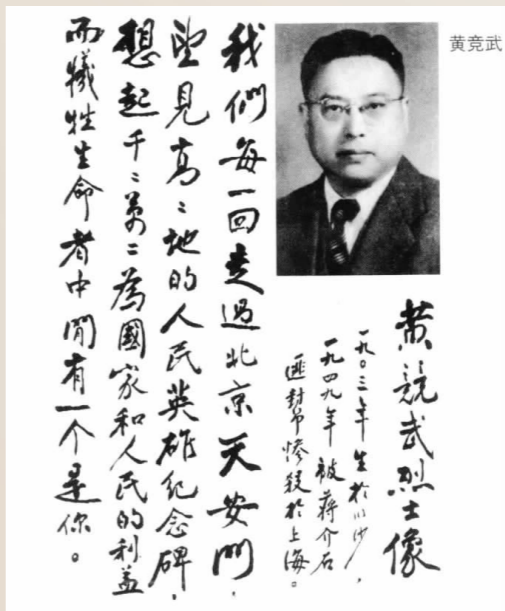 黄竞武
黄競武烈士像
一九〇三年生於川沙，
一九四九年被蔣介石
匪幫慘殺於上海。
我們每一回走過北京天安門，
望見高〻地的人民英雄紀念碑，
想起千〻萬〻為國家和人民的利益
而犧牲生命者中間有一个是你。